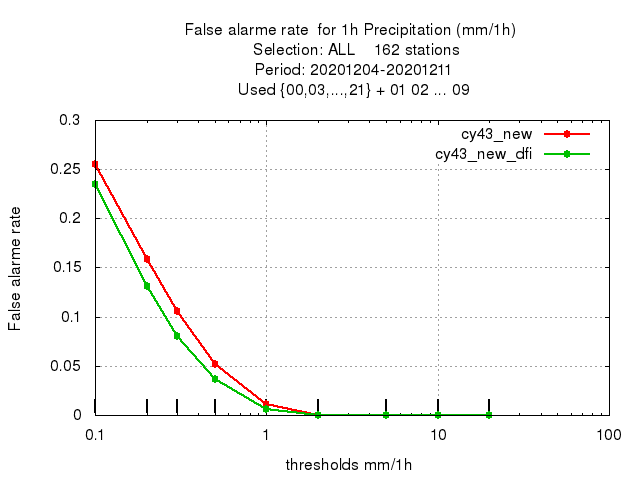 False alarme rate  for 1h Precipitation (mm/1h)
Selection: ALL    162 stations
Period: 20201204-20201211
Used {00,03,...,21} + 01 02 ... 09
cy43_new
cy43_new_dfi
0.3
0.25
0.2
0.15
0.1
0.05
0
False alarme rate
0.1
1
10
100
thresholds mm/1h